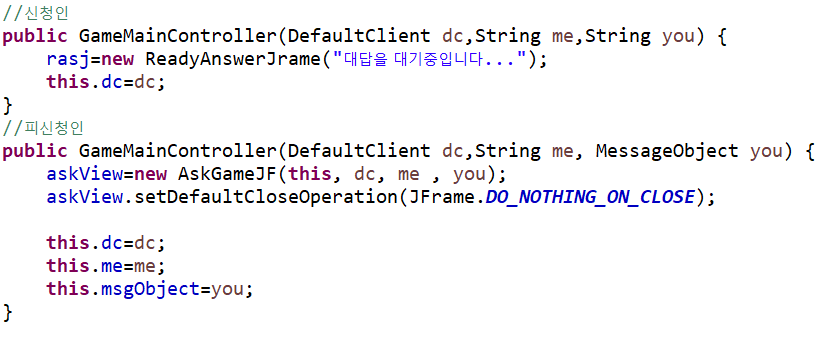 //신청인
public GameMainController(DefaultClient dc,String me,String you) {
    rasj=new ReadyAnswerJrame("대답을 대기중입니다...");
    this.dc=dc;
}
//피신청인
public GameMainController(DefaultClient dc,String me, MessageObject you) {
    askView=new AskGameJF(this, dc, me , you);
    askView.setDefaultCloseOperation(JFrame.DO_NOTHING_ON_CLOSE);

    this.dc=dc;
    this.me=me;
    this.msgObject=you;
}